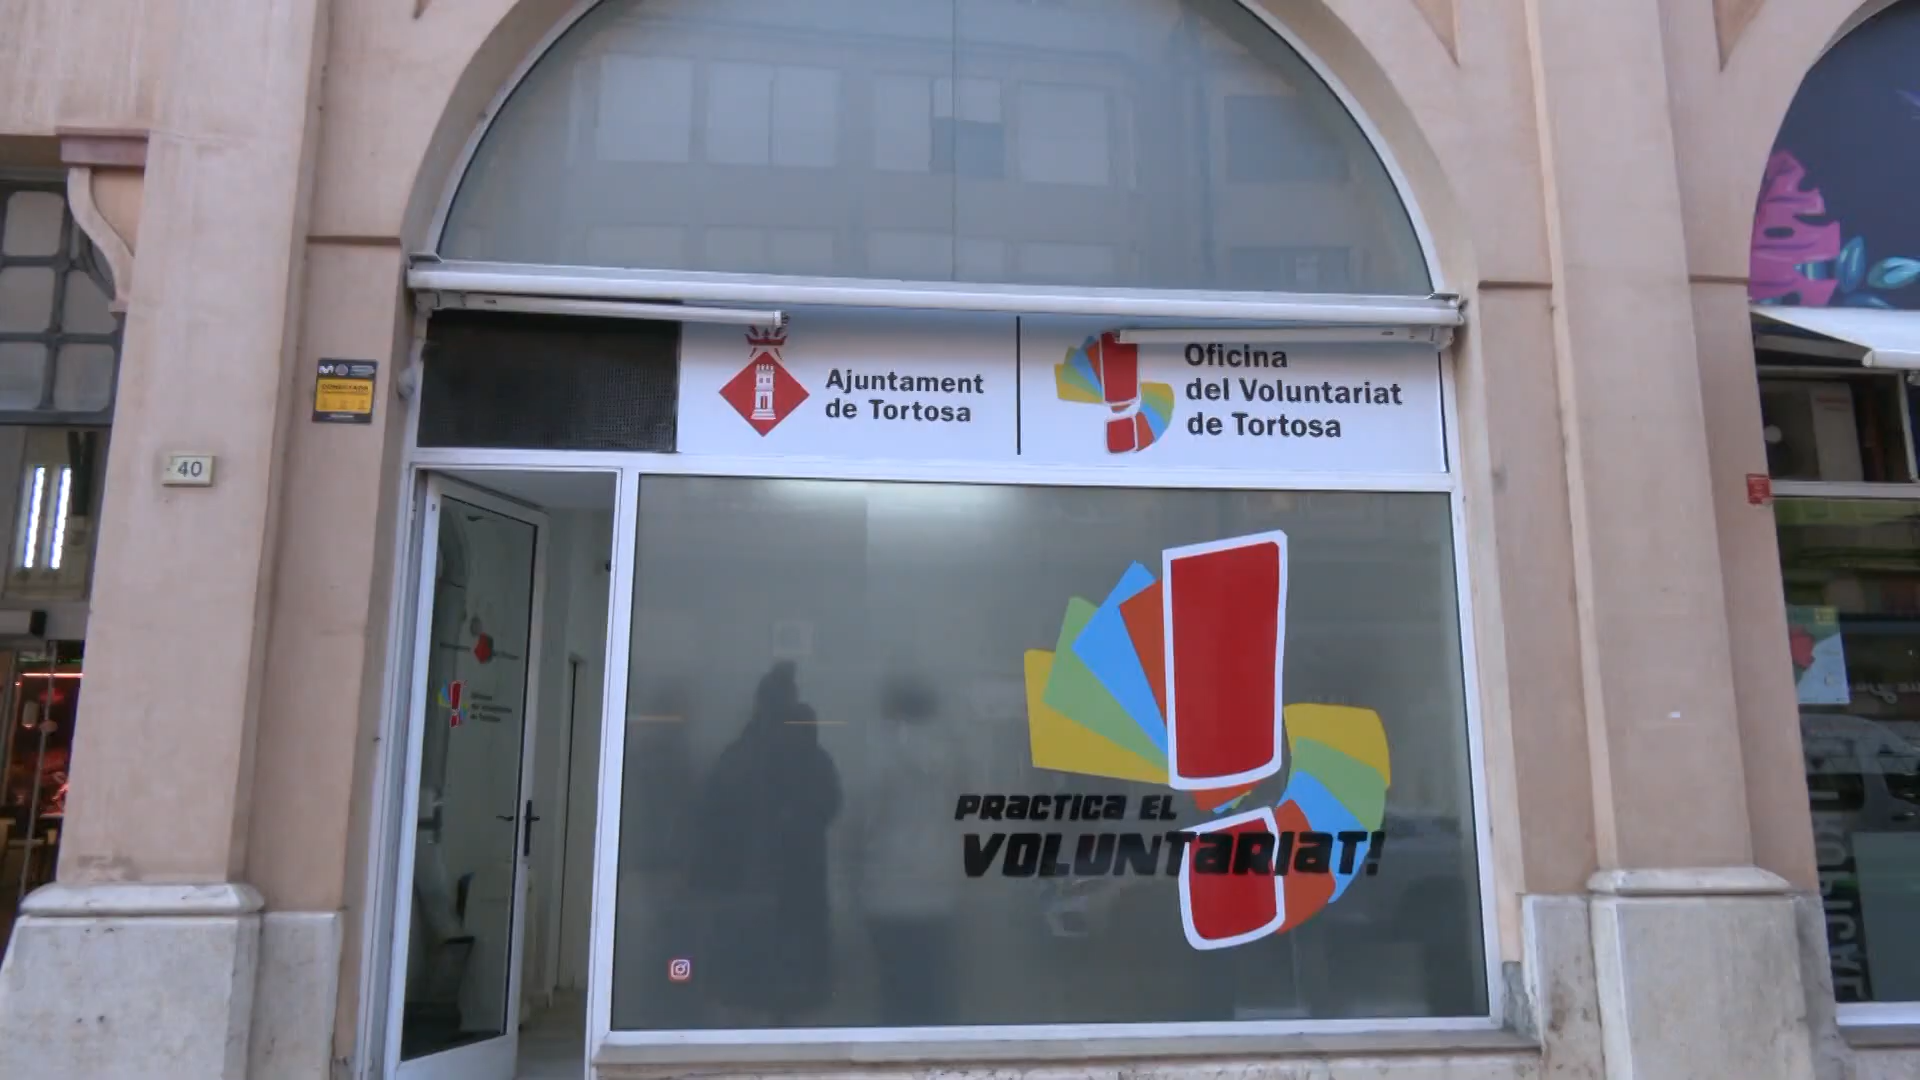 Ajuntament
de Tortosa
Oficina
del Voluntariat
de Tortosa
40
PRACTICA EL
VOLUNTARIAT!